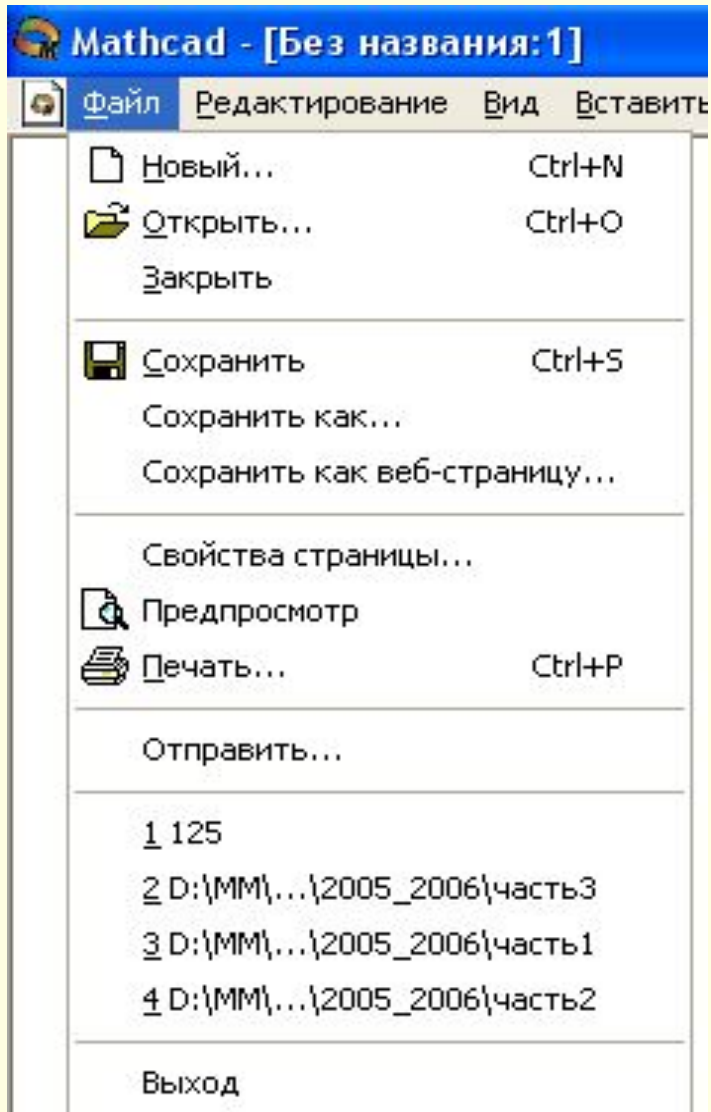 Mathcad - [Без названия:1]
Файл Редактирование Вид Вставить
Новый... Ctrl+N
Открыть... Ctrl+O
Закрыть
Сохранить Ctrl+S
Сохранить как...
Сохранить как веб-страницу...
Свойства страницы...
Предпросмотр
Печать... Ctrl+P
Отправить...
1 125
2 D:\MM\...\2005_2006\часть3
3 D:\MM\...\2005_2006\часть1
4 D:\MM\...\2005_2006\часть2
Выход